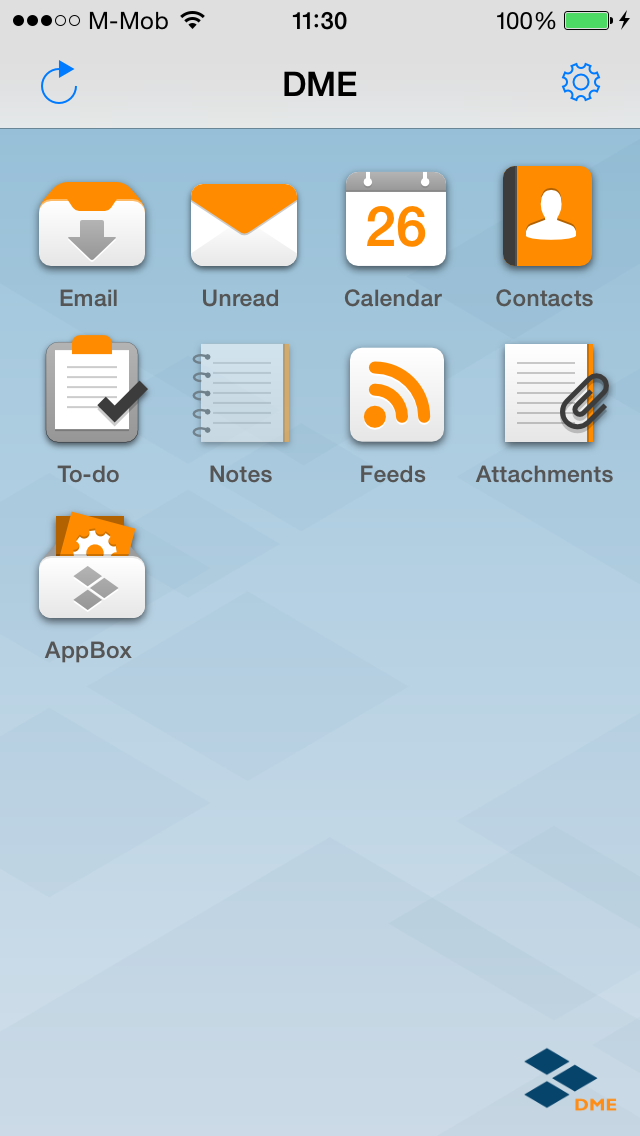 M-Mob 11:30 100%
DME
26
Email Unread Calendar Contacts
To-do Notes Feeds Attachments
AppBox
DME